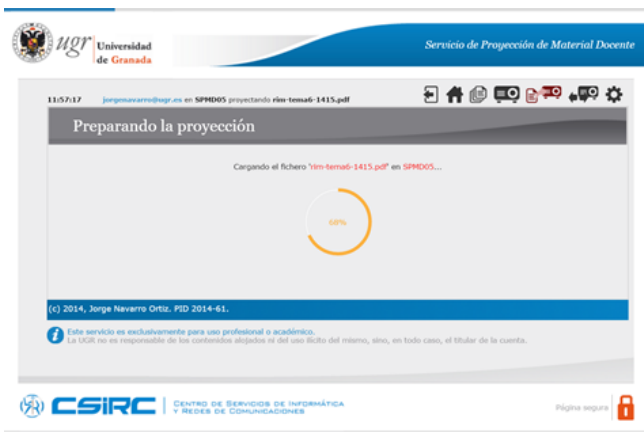 ugr Universidad
de Granada
Servicio de Proyección de Material Docente
11:57:17 jorgenavarro@ugr.es en SPMD05 proyectando rim-tema6-1415.pdf
Preparando la proyección
Cargando el fichero "rim-tema6-1415.pdf" en SPMD05...
68%
(c) 2014, Jorge Navarro Ortiz. PID 2014-61.
Este servicio es exclusivamente para uso profesional o académico.
La UGR no es responsable de los contenidos alojados ni del uso ilícito del mismo, sino, en todo caso, el titular de la cuenta.
CSIRC CENTRO DE SERVICIOS DE INFORMÁTICA
Y REDES DE COMUNICACIONES
Página segura